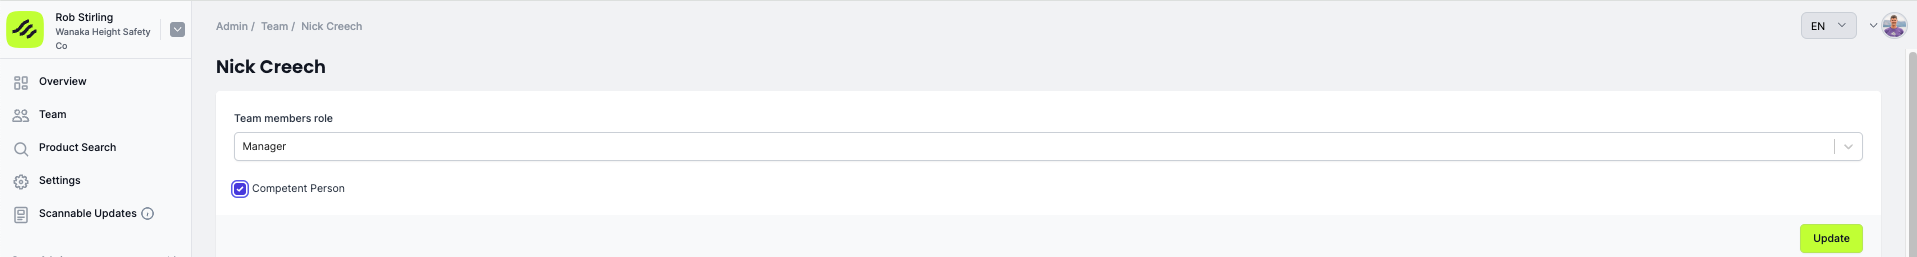 Rob Stirling
Wanaka Height Safety
Co
Overview
Team
Product Search
Settings
Scannable Updates
Admin / Team / Nick Creech
EN
Nick Creech
Team members role
Manager
Competent Person
Update